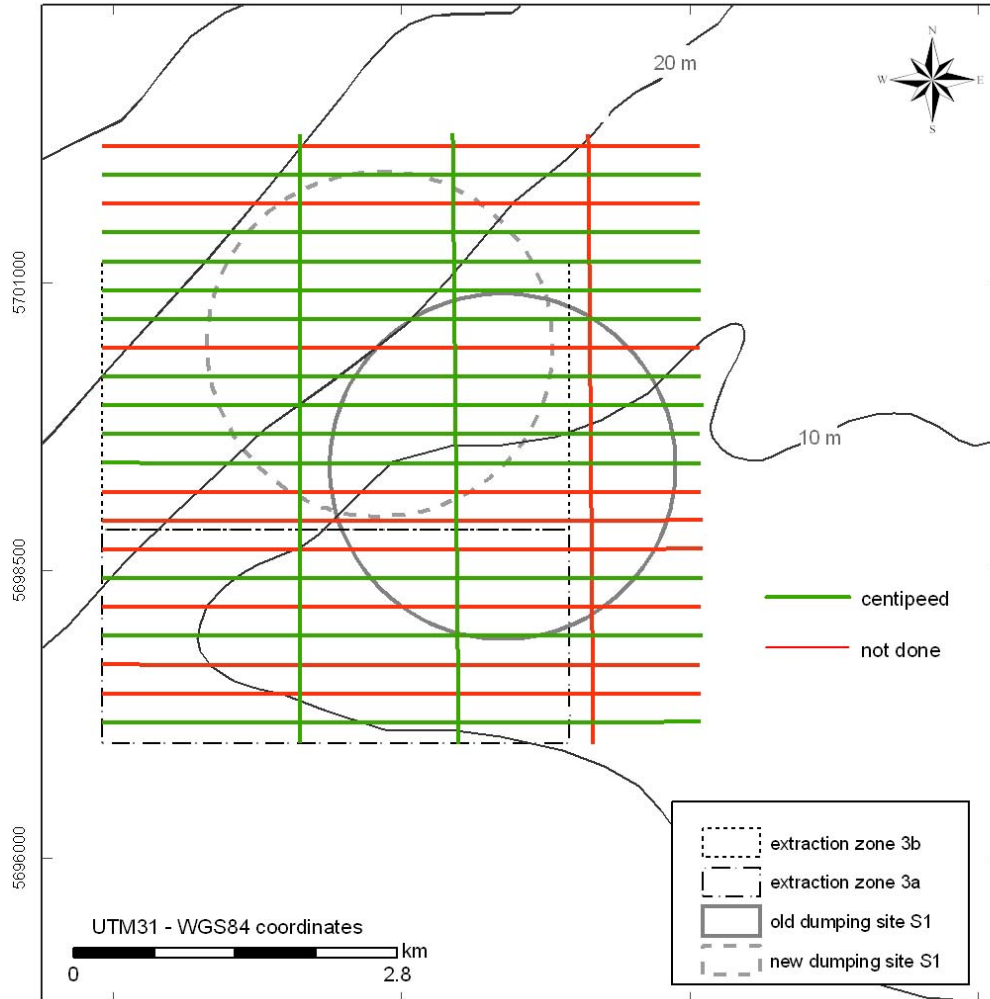 N
W
E
S
20 m
5701000
10 m
5698500
centipeed
not done
5696000
extraction zone 3b
extraction zone 3a
old dumping site S1
new dumping site S1
UTM31 - WGS84 coordinates
km
0 2.8